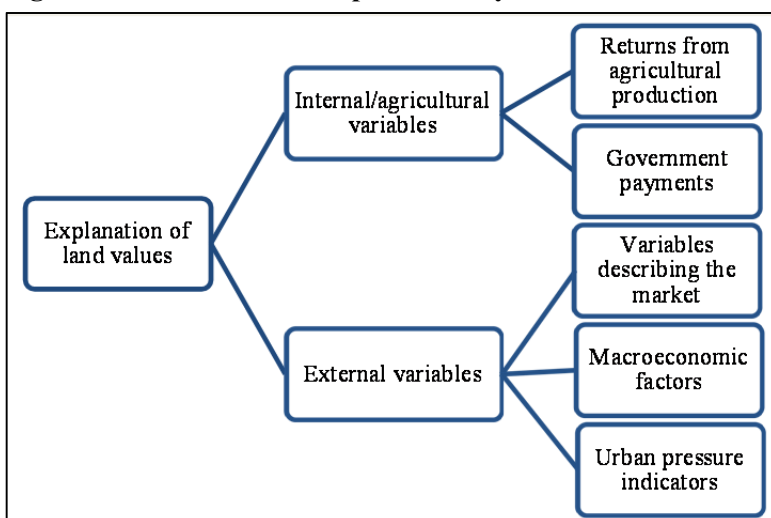 Returns from
agricultural
production
Internal/agricultural
variables
Government
payments
Explanation of
land values
Variables
describing the
market
External variables
Macroeconomic
factors
Urban pressure
indicators